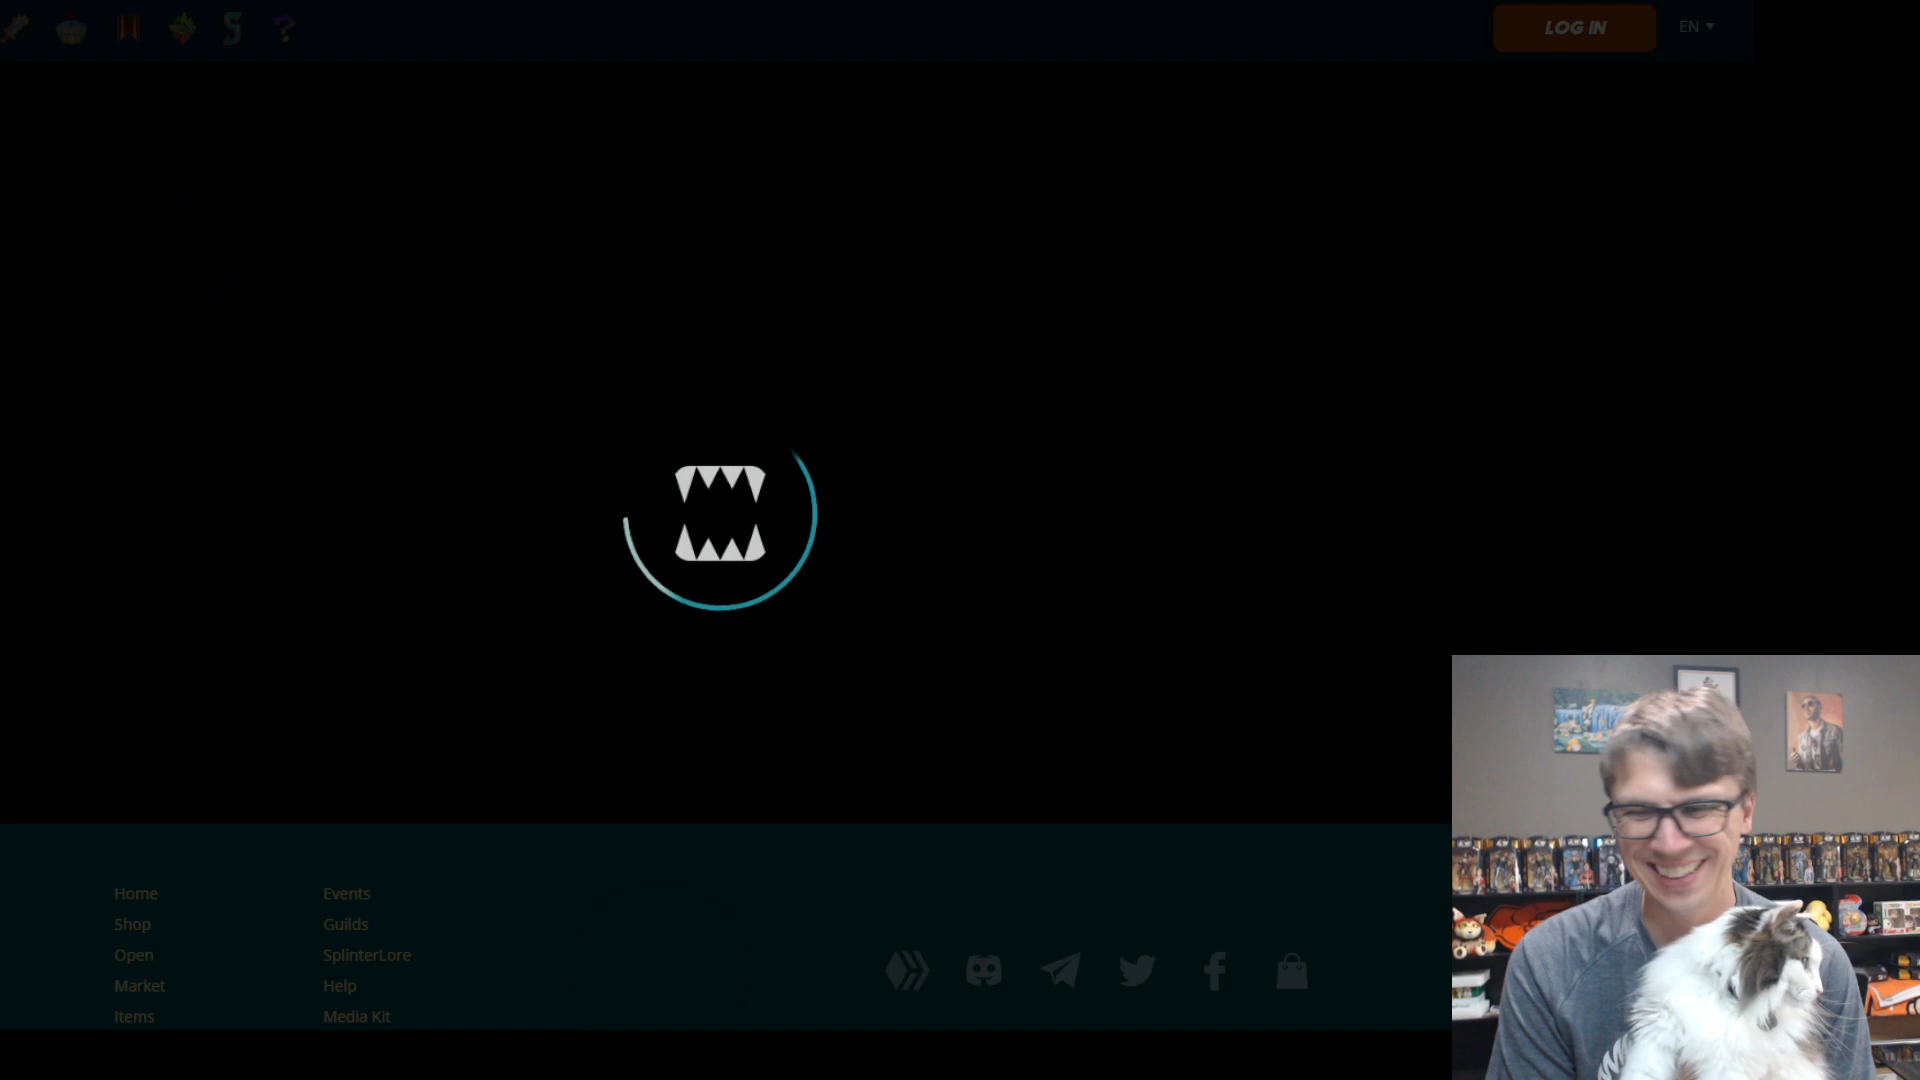 LOG IN
EN
Home
Events
Shop
Guilds
Open
SplinterLore
Market
Help
Items
Media Kit